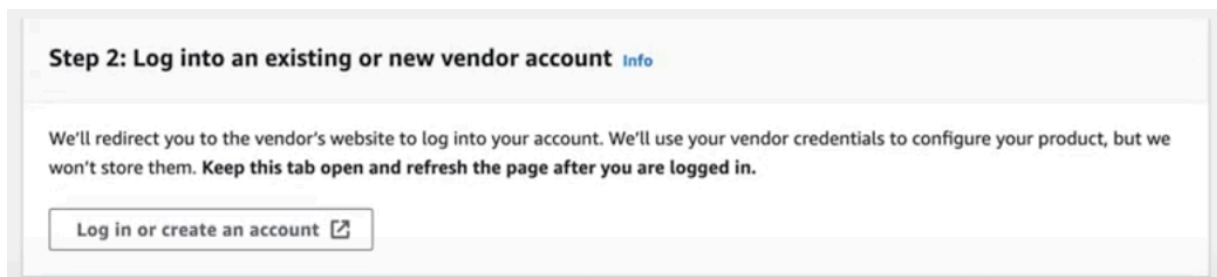 Step 2: Log into an existing or new vendor account Info
We'll redirect you to the vendor's website to log into your account. We'll use your vendor credentials to configure your product, but we
won't store them. Keep this tab open and refresh the page after you are logged in.
Log in or create an account